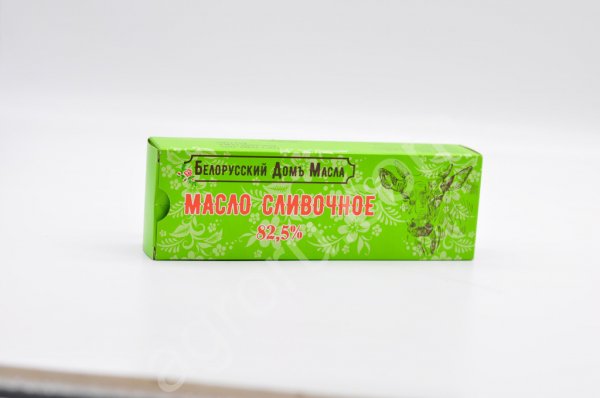 Белорусский Домъ Масла
Масло сливочное
82,5%